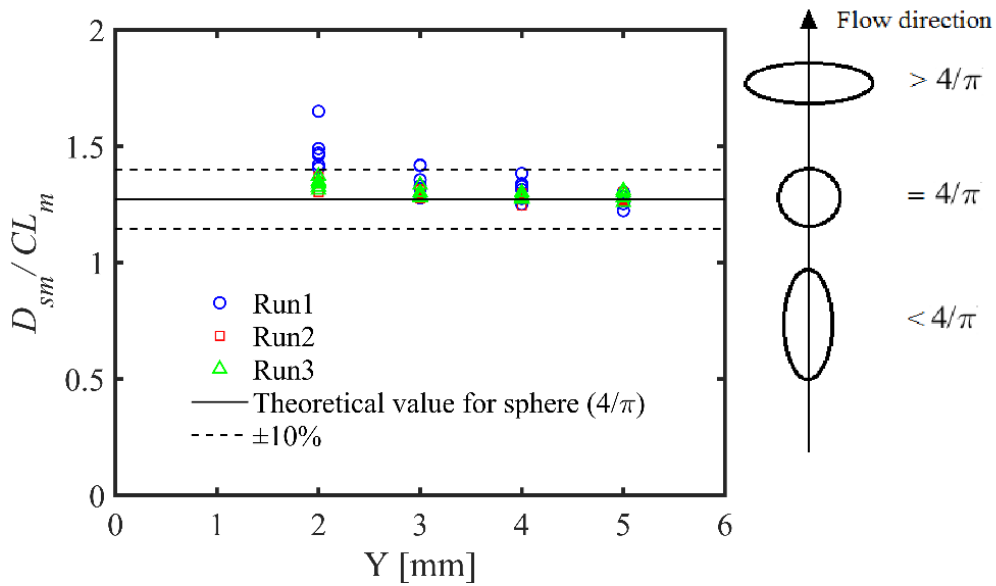 2
1.5
1
0.5
0
D_sm / CL_m
0 1 2 3 4 5 6
Y [mm]
Run1
Run2
Run3
Theoretical value for sphere (4/π)
±10%
Flow direction
> 4/π
= 4/π
< 4/π